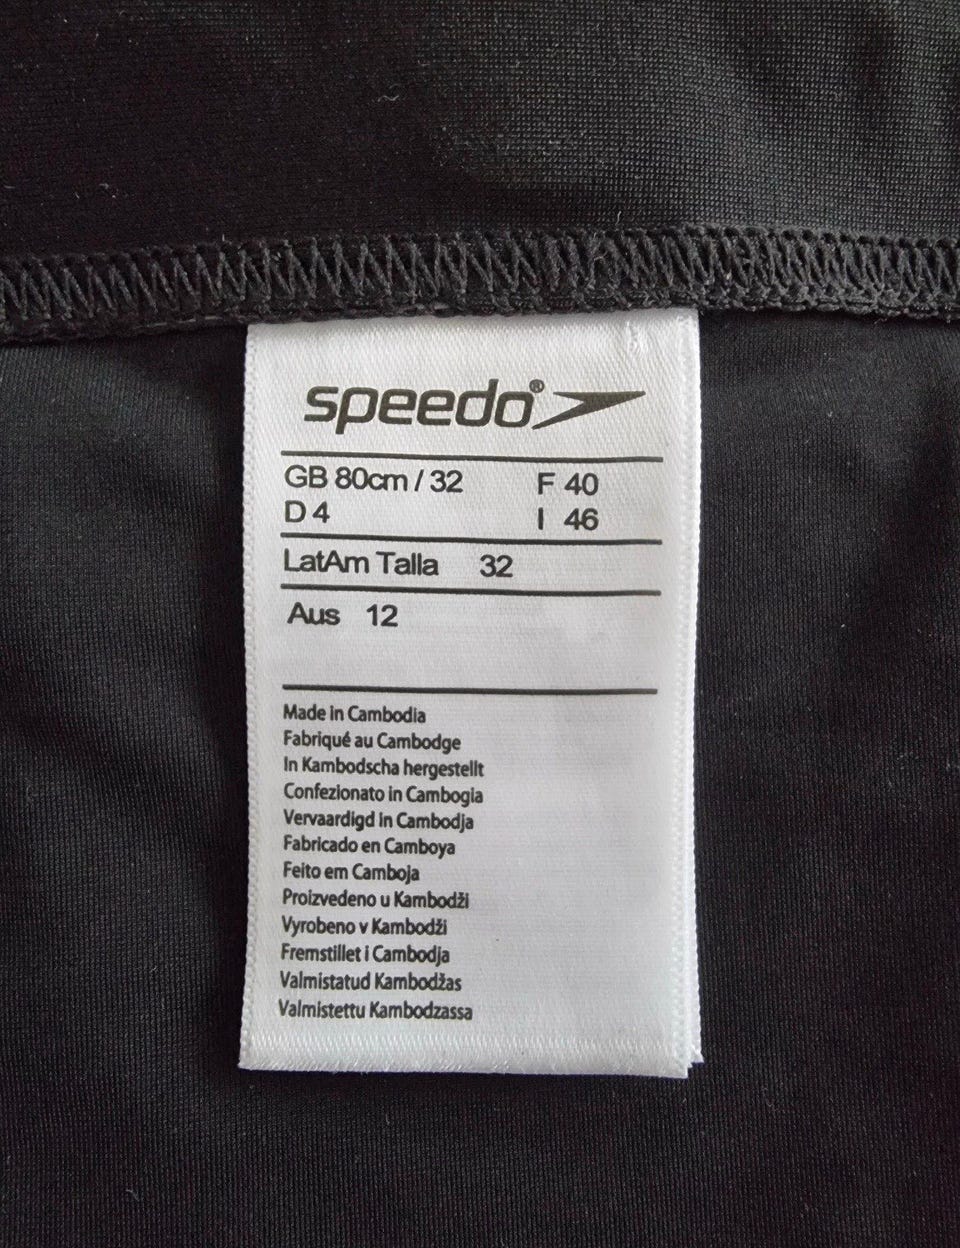 speedo®
GB 80cm / 32 F 40
D 4 I 46
LatAm Talla 32
Aus 12
Made in Cambodia
Fabriqué au Cambodge
In Kambodscha hergestellt
Confezionato in Cambogia
Vervaardigd in Cambodja
Fabricado en Camboya
Feito em Camboja
Proizvedeno u Kambodži
Vyrobeno v Kambodži
Fremstillet i Cambodja
Valmistatud Kambodžas
Valmistettu Kambodzassa